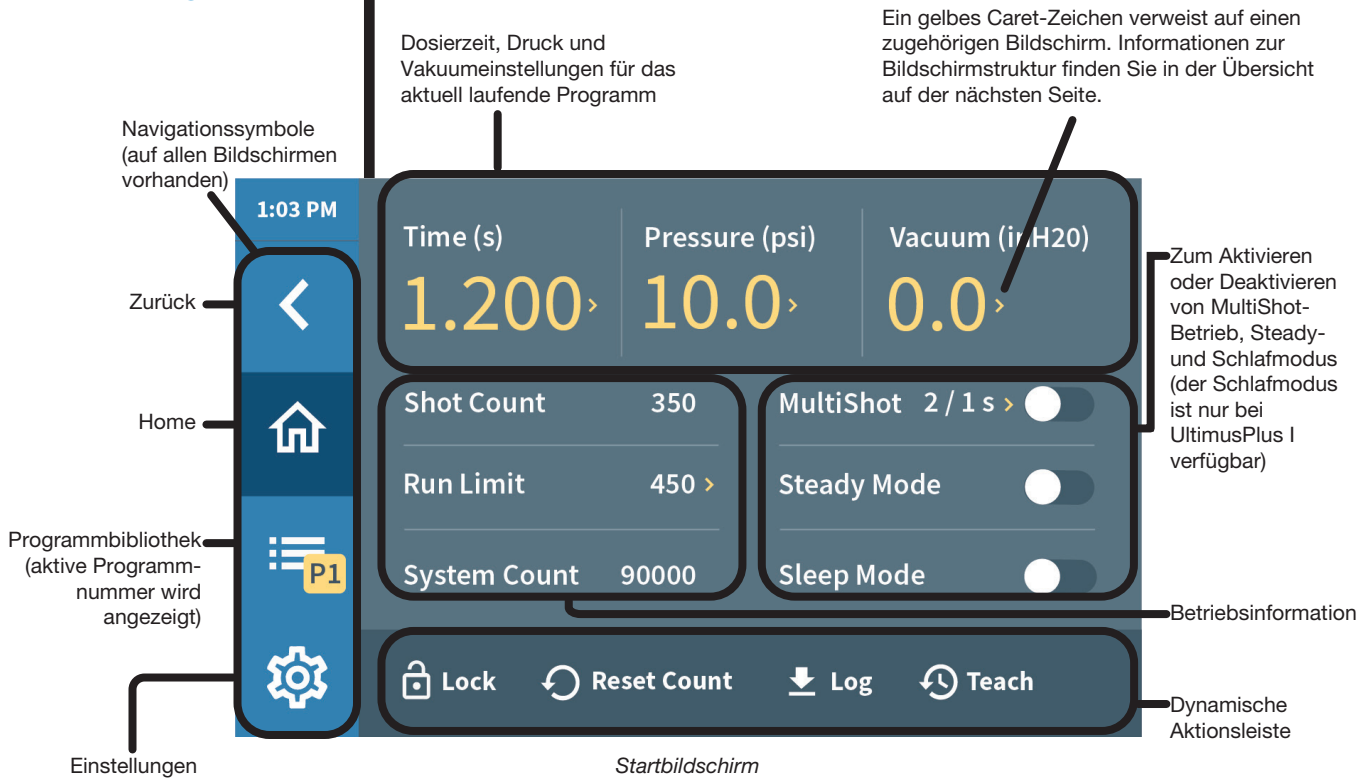 Ein gelbes Caret-Zeichen verweist auf einen
zugehörigen Bildschirm. Informationen zur
Bildschirmstruktur finden Sie in der Übersicht
auf der nächsten Seite.
Dosierzeit, Druck und
Vakuumeinstellungen für das
aktuell laufende Programm
Navigationssymbole
(auf allen Bildschirmen
vorhanden)
1:03 PM
Time (s)
1.200
Pressure (psi)
10.0
Vacuum (inH20)
0.0
Zurück
Home
Programmbibliothek
(aktive Programm-
nummer wird
angezeigt)
P1
Einstellungen
Shot Count 350
Run Limit 450
System Count 90000
MultiShot 2 / 1 s
Steady Mode
Sleep Mode
Zum Aktivieren
oder Deaktivieren
von MultiShot-
Betrieb, Steady-
und Schlafmodus
(der Schlafmodus
ist nur bei
UltimusPlus I
verfügbar)
Betriebsinformation
Lock Reset Count Log Teach
Dynamische
Aktionsleiste
Startbildschirm